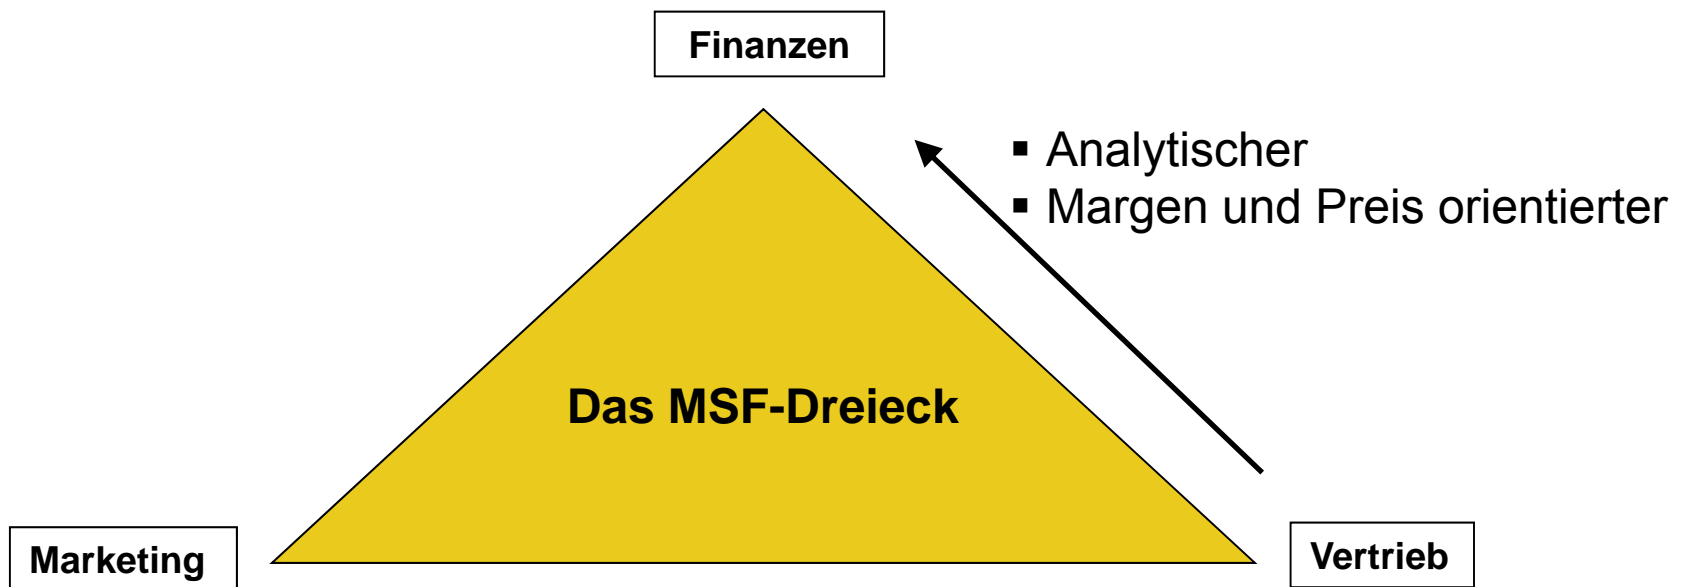 Finanzen
▪ Analytischer
▪ Margen und Preis orientierter
Das MSF-Dreieck
Marketing
Vertrieb